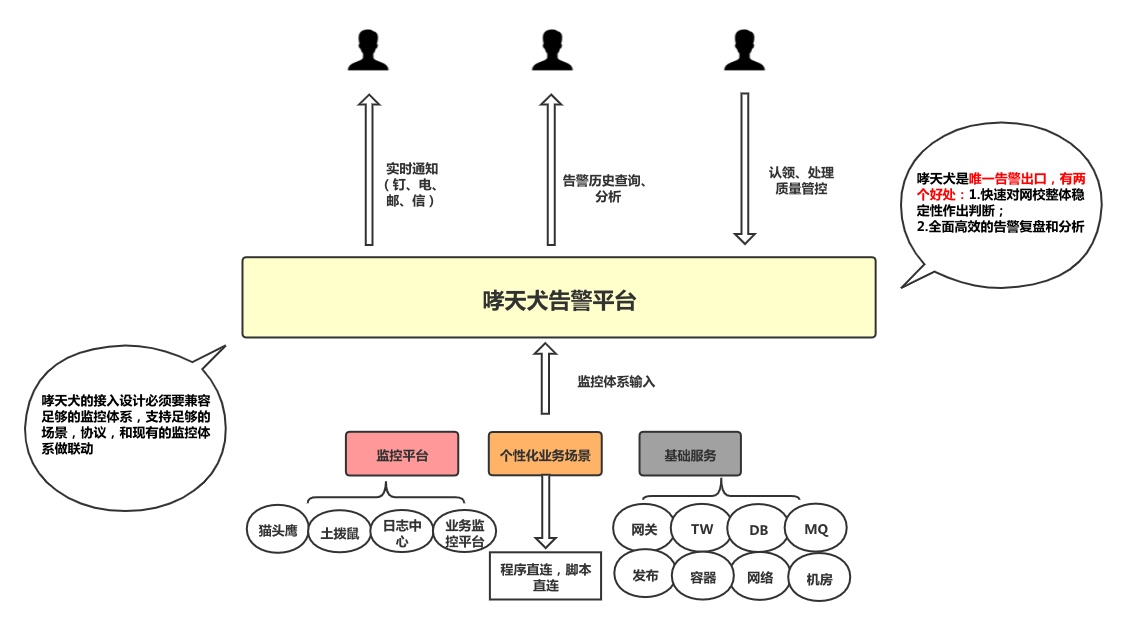 实时通知
（钉、电、
邮、信）
告警历史查询、
分析
认领、处理
质量管控
哮天犬是唯一告警出口，有两
个好处：1.快速对网校整体稳
定性作出判断；
2.全面高效的告警复盘和分析
哮天犬告警平台
监控体系输入
哮天犬的接入设计必须要兼容
足够的监控体系，支持足够的
场景，协议，和现有的监控体
系做联动
监控平台
个性化业务场景
基础服务
猫头鹰
土拨鼠
日志中
心
业务监
控平台
程序直连，脚本
直连
网关
TW
DB
MQ
发布
容器
网络
机房